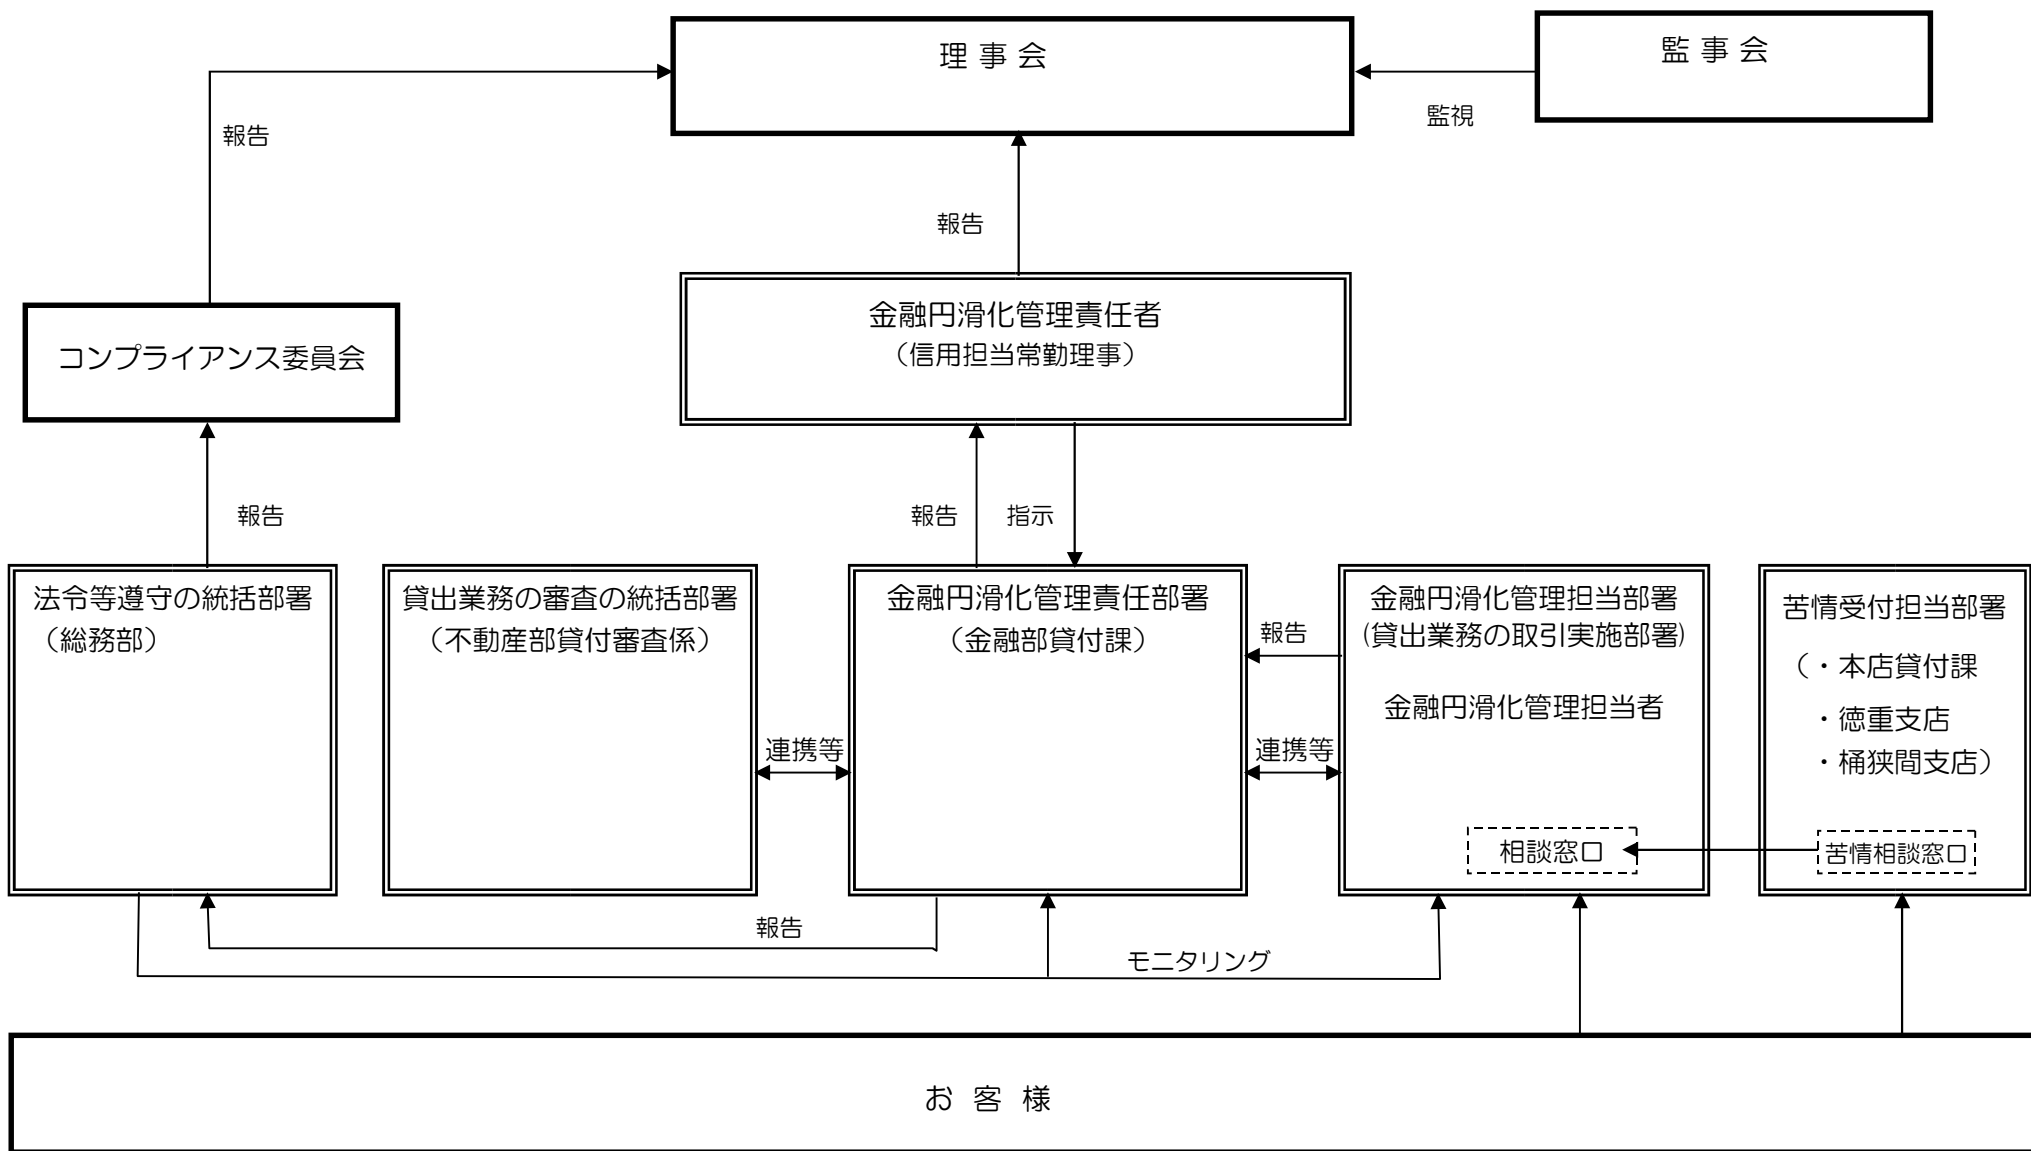 理 事 会
監 事 会
監視
報告
報告
金融円滑化管理責任者
（信用担当常勤理事）
コンプライアンス委員会
報告
報告
指示
法令等遵守の統括部署
（総務部）
貸出業務の審査の統括部署
（不動産部貸付審査係）
金融円滑化管理責任部署
（金融部貸付課）
報告
金融円滑化管理担当部署
(貸出業務の取引実施部署)
金融円滑化管理担当者
苦情受付担当部署
（・本店貸付課
・徳重支店
・桶狭間支店）
連携等
連携等
相談窓口
苦情相談窓口
報告
モニタリング
お 客 様